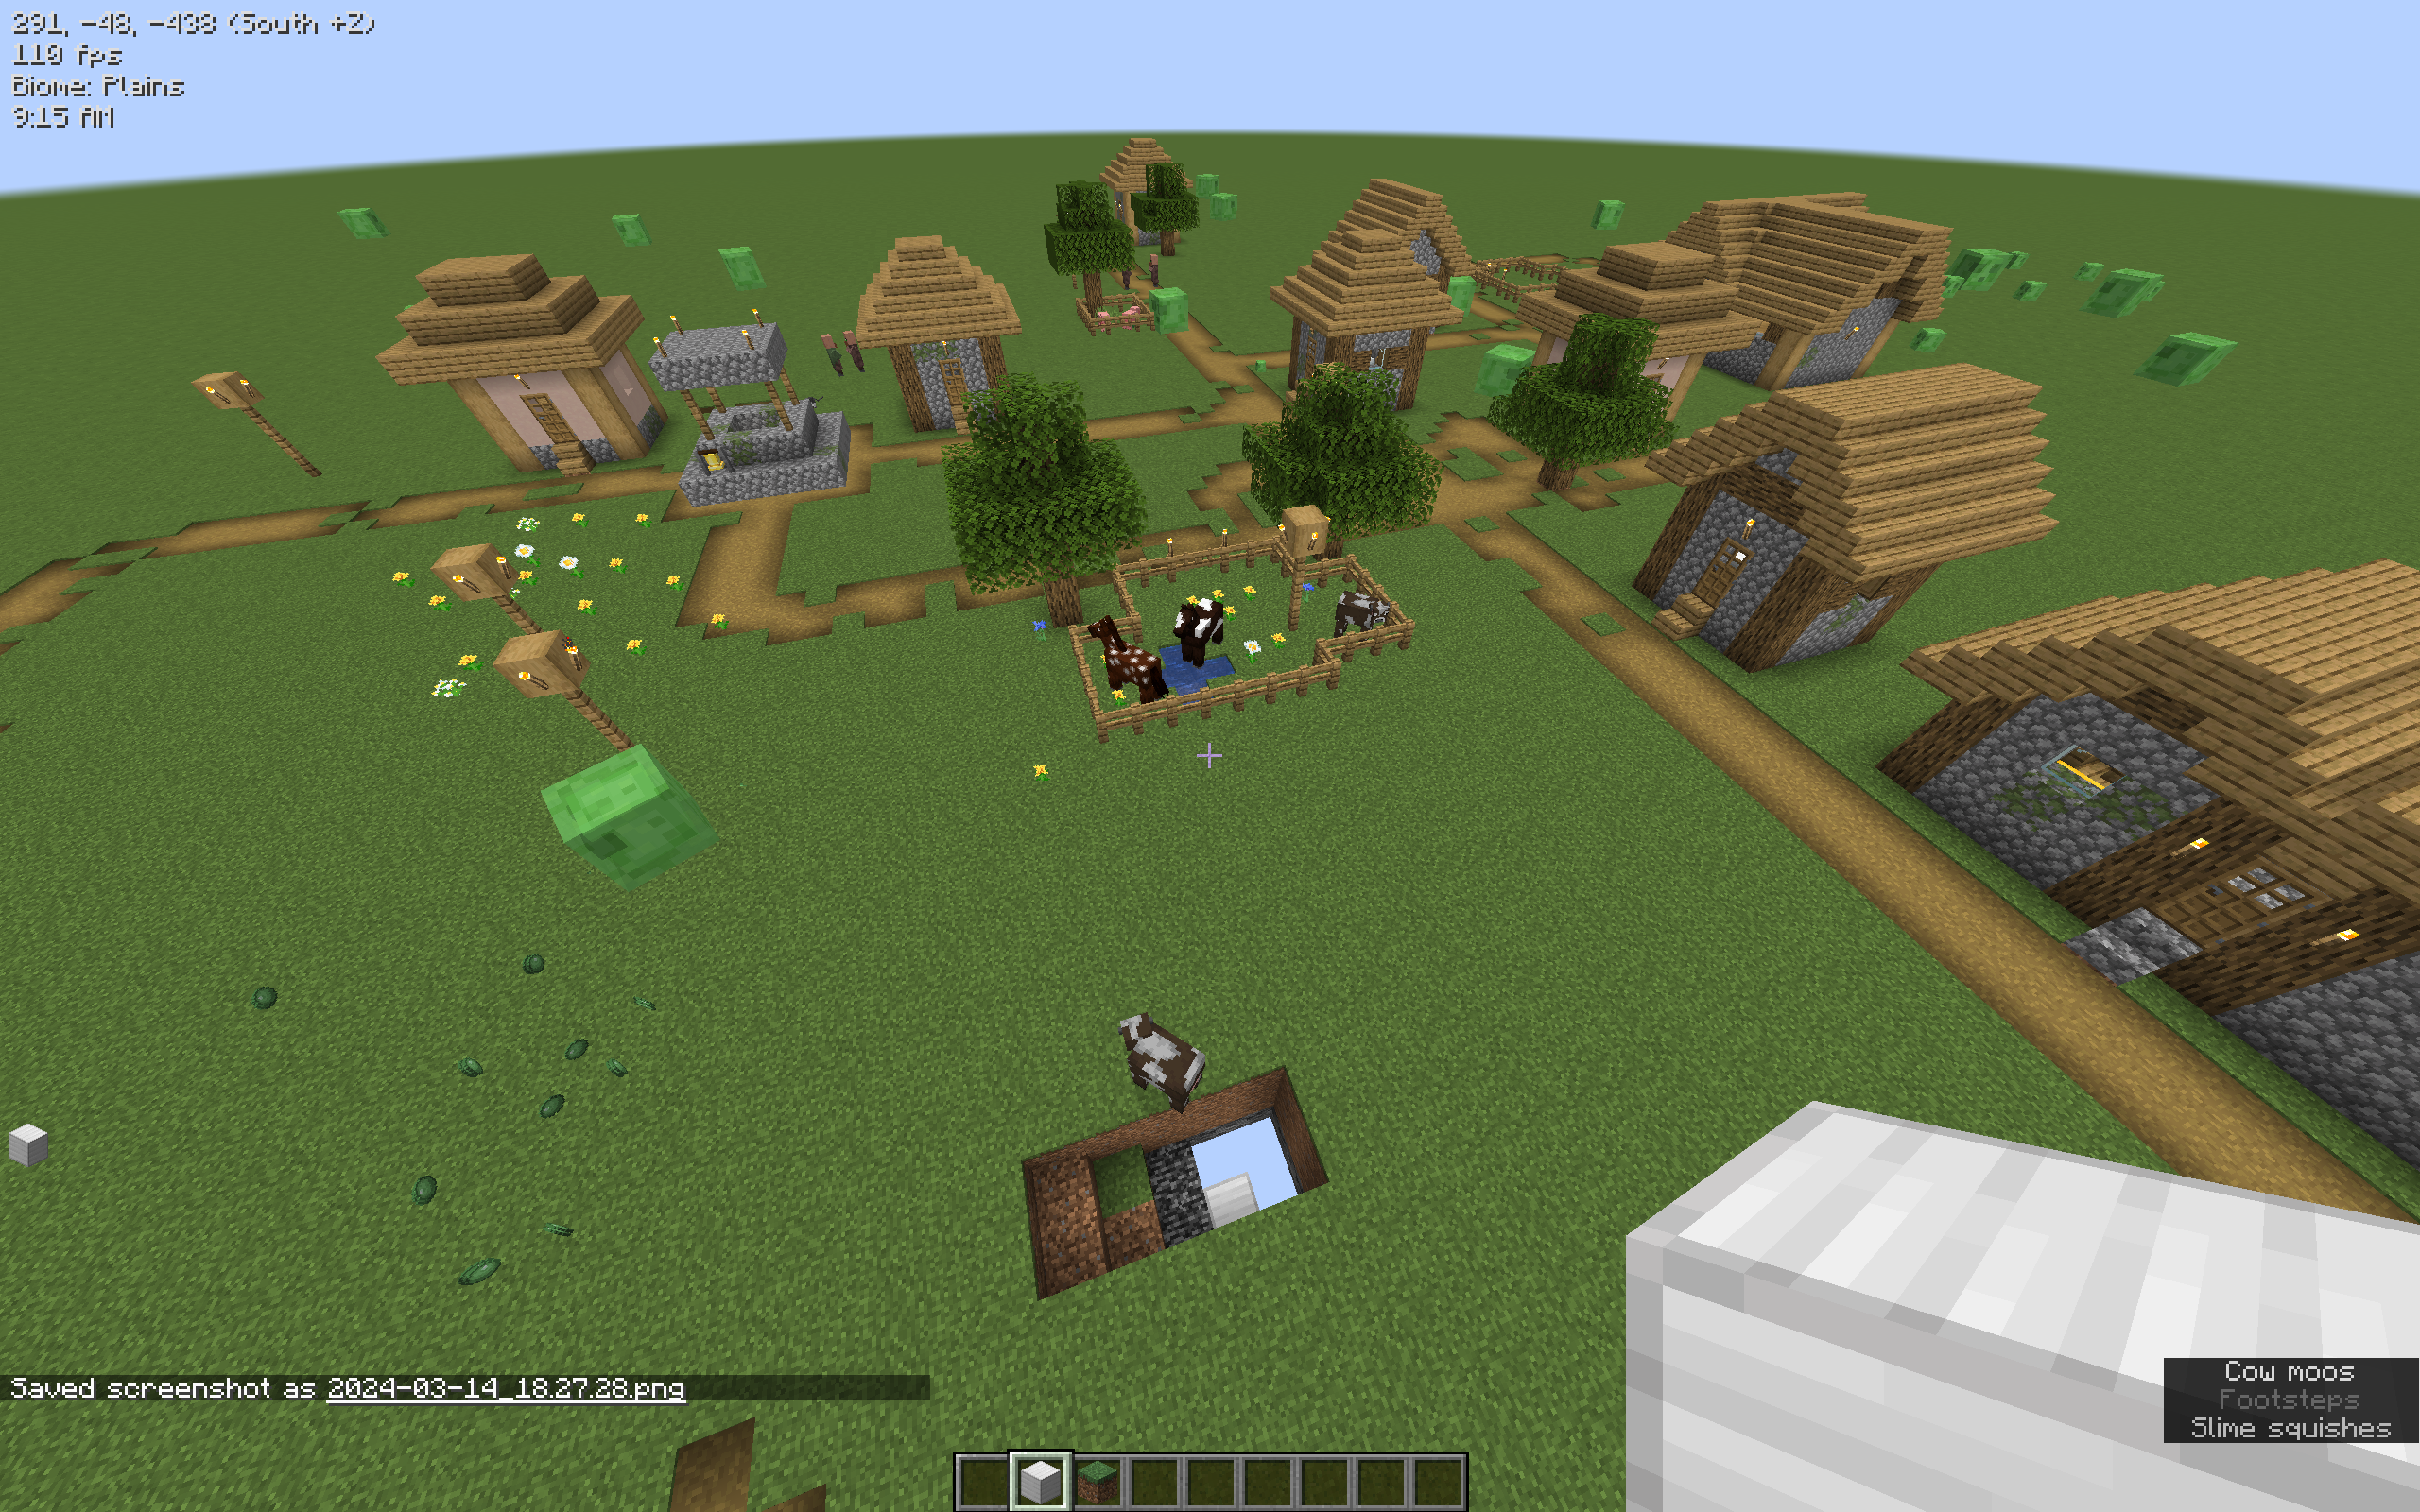 291, -48, -438 (South +Z)
119 fps
Biome: Plains
9:15 AM
Saved screenshot as 2024-03-14_18.27.28.png
Cow moos
Footsteps
Slime squishes